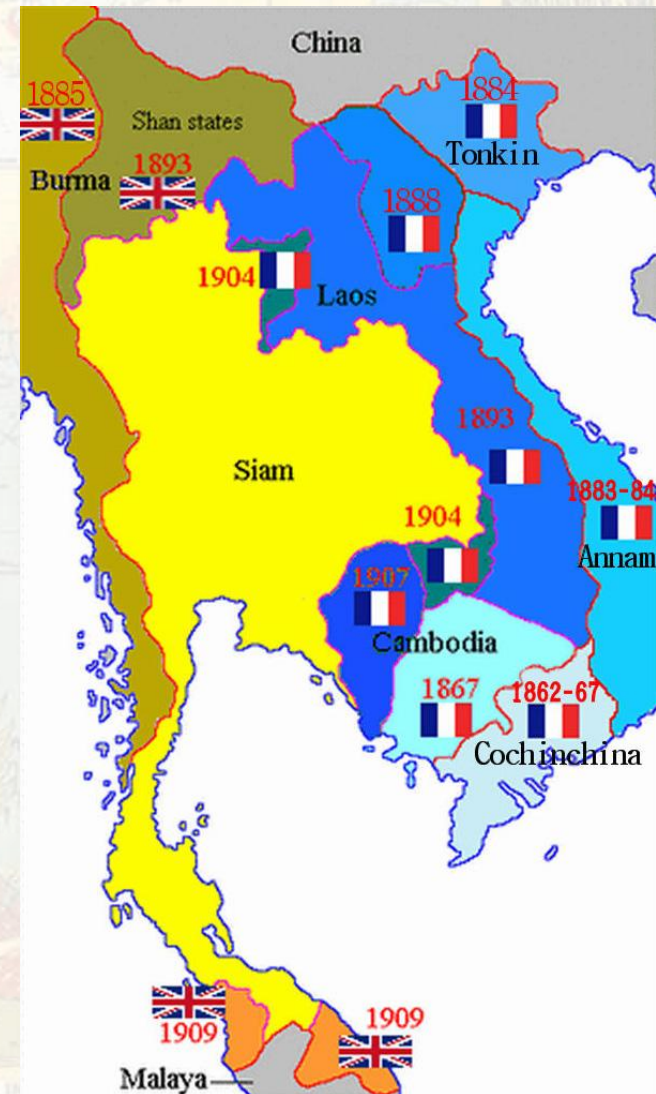 China
1885
Shan states
1884
Tonkin
Burma
1893
1888
1904
Laos
1893
Siam
1904
1883-84
Annam
1907
Cambodia
1867
1862-67
Cochinchina
1909
1909
Malaya